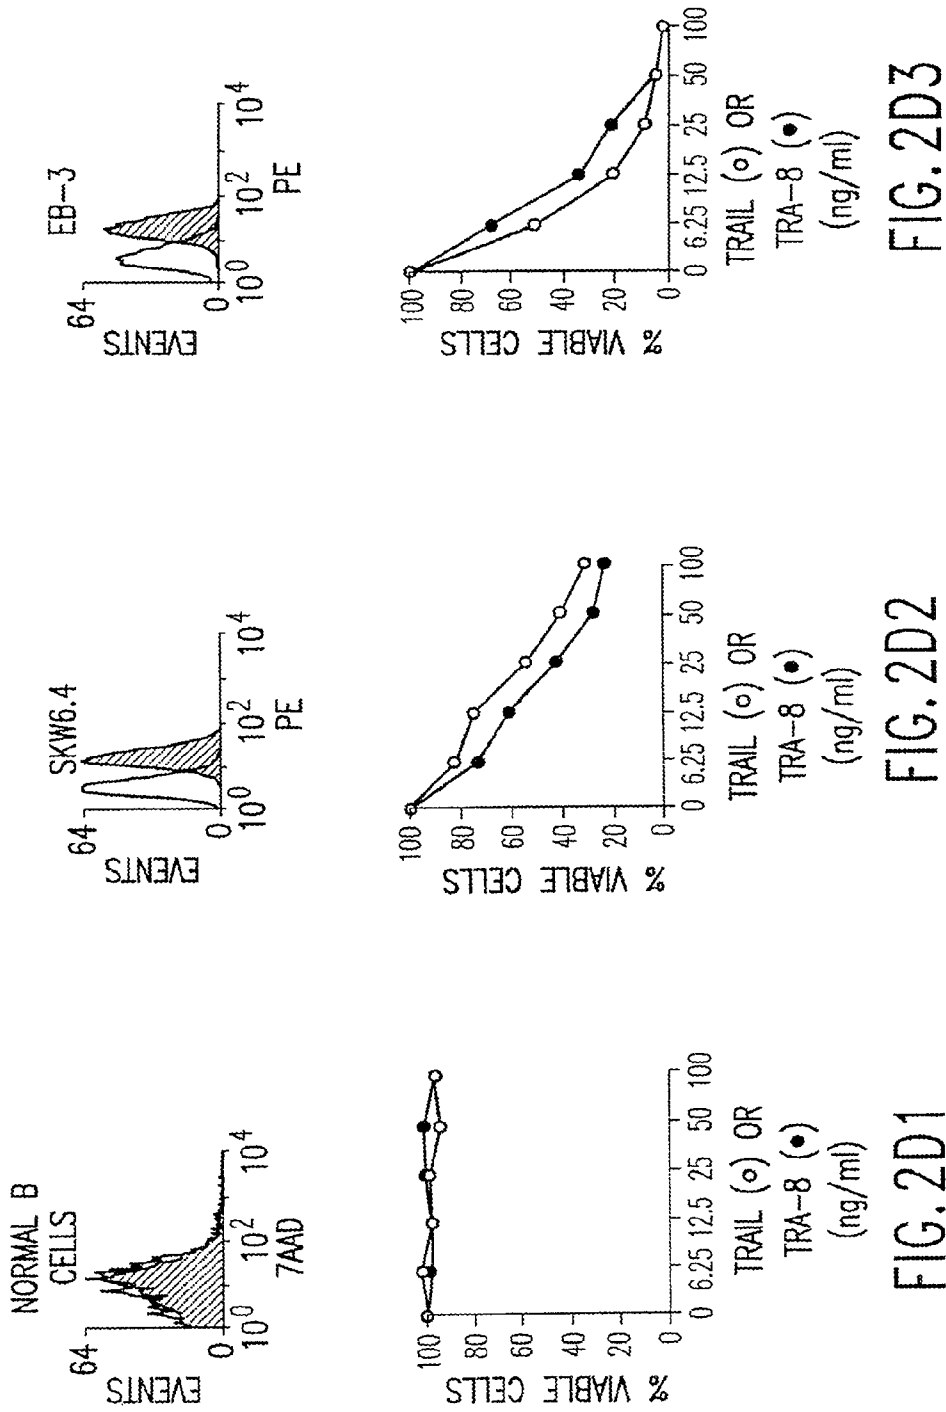 NORMAL B
CELLS
64
EVENTS
0
10^0 10^2 10^4
7AAD
100
80
60
40
20
0
% VIABLE CELLS
0 6.25 12.5 25 50 100
TRAIL (○) OR
TRA-8 (●)
(ng/ml)
FIG. 2D1
SKW6.4
64
EVENTS
0
10^0 10^2 10^4
PE
100
80
60
40
20
0
% VIABLE CELLS
0 6.25 12.5 25 50 100
TRAIL (○) OR
TRA-8 (●)
(ng/ml)
FIG. 2D2
EB-3
64
EVENTS
0
10^0 10^2 10^4
PE
100
80
60
40
20
0
% VIABLE CELLS
0 6.25 12.5 25 50 100
TRAIL (○) OR
TRA-8 (●)
(ng/ml)
FIG. 2D3